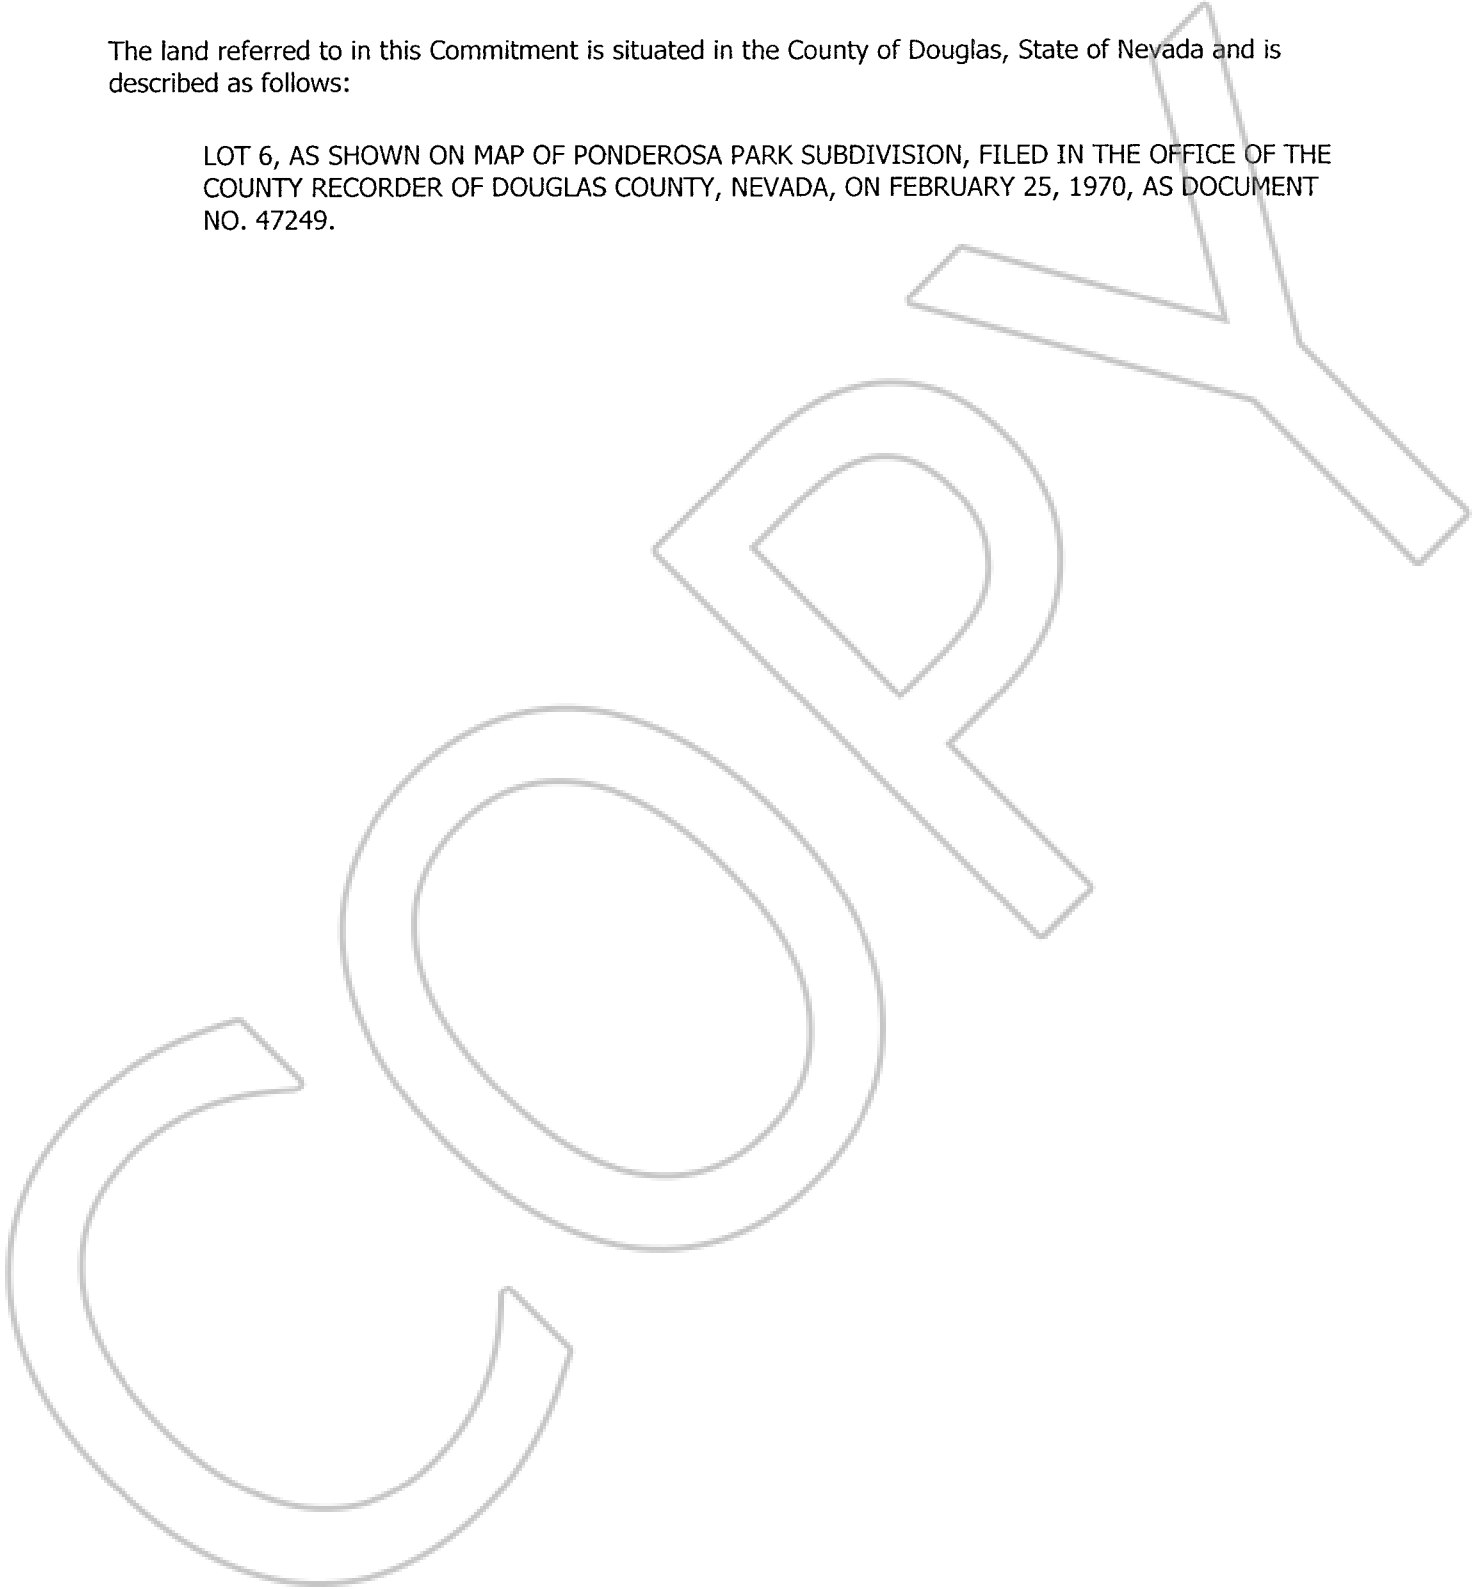 The land referred to in this Commitment is situated in the County of Douglas, State of Nevada and is
described as follows:
LOT 6, AS SHOWN ON MAP OF PONDEROSA PARK SUBDIVISION, FILED IN THE OFFICE OF THE
COUNTY RECORDER OF DOUGLAS COUNTY, NEVADA, ON FEBRUARY 25, 1970, AS DOCUMENT
NO. 47249.
COPY